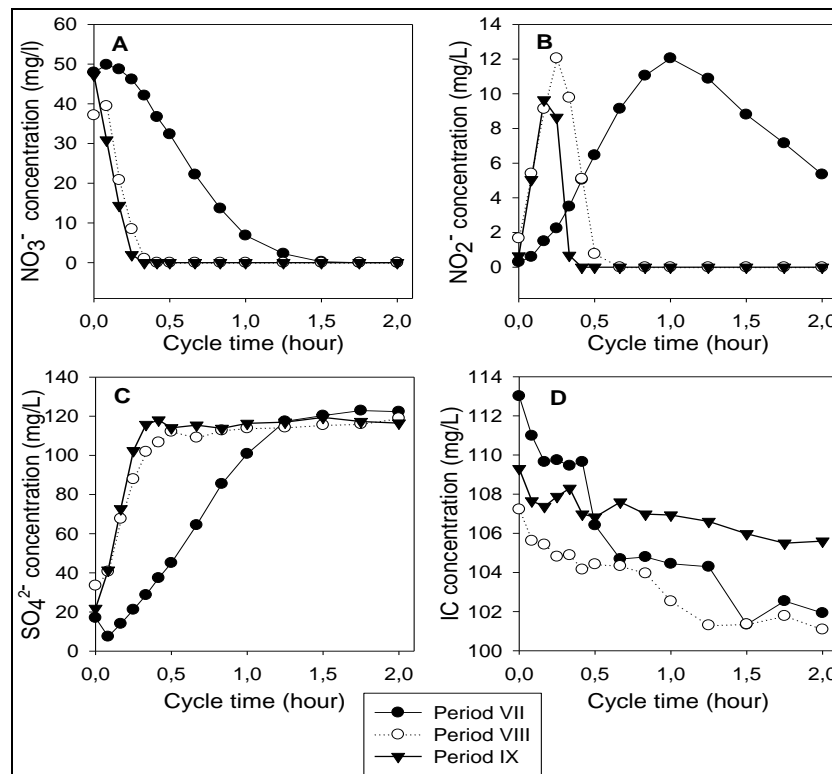 A
NO3- concentration (mg/l)
60
50
40
30
20
10
0
0,0 0,5 1,0 1,5 2,0
Cycle time (hour)
B
NO2- concentration (mg/L)
14
12
10
8
6
4
2
0
0,0 0,5 1,0 1,5 2,0
Cycle time (hour)
C
SO42- concentration (mg/L)
140
120
100
80
60
40
20
0
0,0 0,5 1,0 1,5 2,0
Cycle time (hour)
D
IC concentration (mg/L)
114
112
110
108
106
104
102
100
0,0 0,5 1,0 1,5 2,0
Cycle time (hour)
Period VII
Period VIII
Period IX